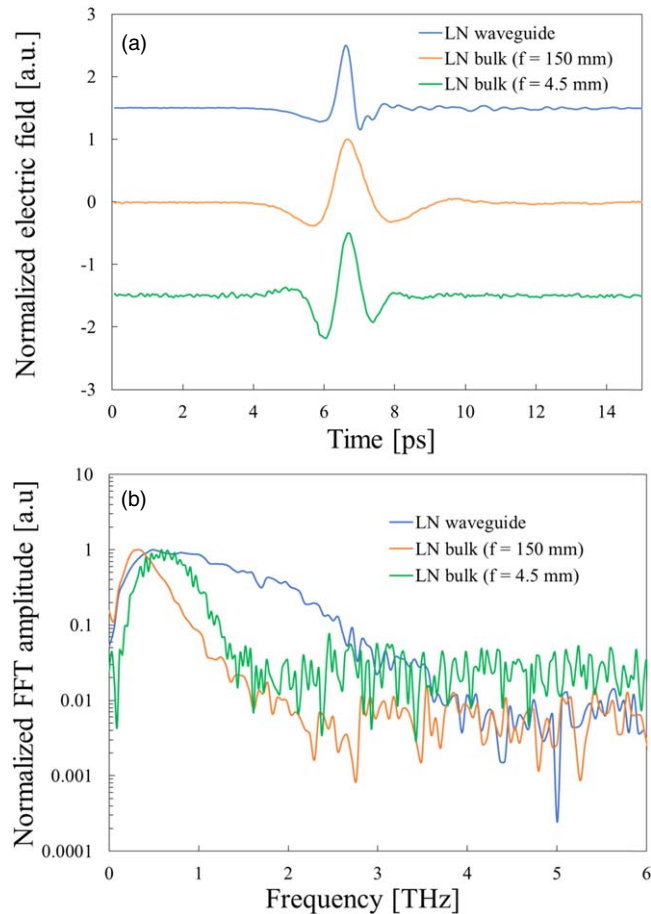 (a)
LN waveguide
LN bulk (f = 150 mm)
LN bulk (f = 4.5 mm)
Normalized electric field [a.u.]
3
2
1
0
-1
-2
-3
0 2 4 6 8 10 12 14
Time [ps]
(b)
LN waveguide
LN bulk (f = 150 mm)
LN bulk (f = 4.5 mm)
Normalized FFT amplitude [a.u]
10
1
0.1
0.01
0.001
0.0001
0 1 2 3 4 5 6
Frequency [THz]